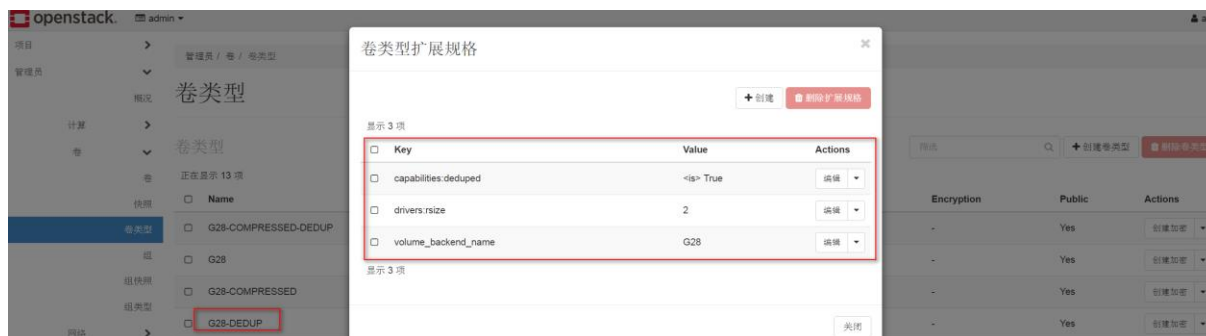 openstack. admin
项目
管理员
概况
计算
卷
卷
快照
卷类型
组
组快照
组类型
网络
管理员 / 卷 / 卷类型
卷类型
卷类型
正在显示 13 项
Name
G28-COMPRESSED-DEDUP
G28
G28-COMPRESSED
G28-DEDUP
卷类型扩展规格 ×
+创建 删除扩展规格
显示 3 项
Key Value Actions
capabilities:deduped <is> True 编辑
drivers:rsize 2 编辑
volume_backend_name G28 编辑
显示 3 项
关闭
筛选 +创建卷类型 删除卷类型
Encryption Public Actions
- Yes 创建加密
- Yes 创建加密
- Yes 创建加密
- Yes 创建加密